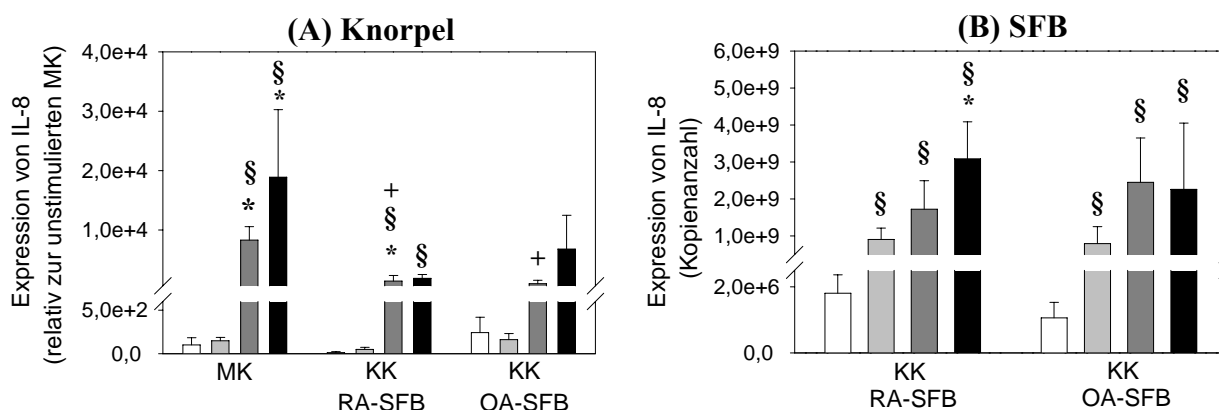 (A) Knorpel
Expression von IL-8
(relativ zur unstimulierten MK)
4,0e+4
3,0e+4
2,0e+4
1,0e+4
5,0e+2
0,0
§
*
§
*
+
§
*
§
+
MK
KK
RA-SFB
KK
OA-SFB
(B) SFB
Expression von IL-8
(Kopienanzahl)
6,0e+9
5,0e+9
4,0e+9
3,0e+9
2,0e+9
1,0e+9
2,0e+6
0,0
§
§
§
*
§
§
§
KK
RA-SFB
KK
OA-SFB